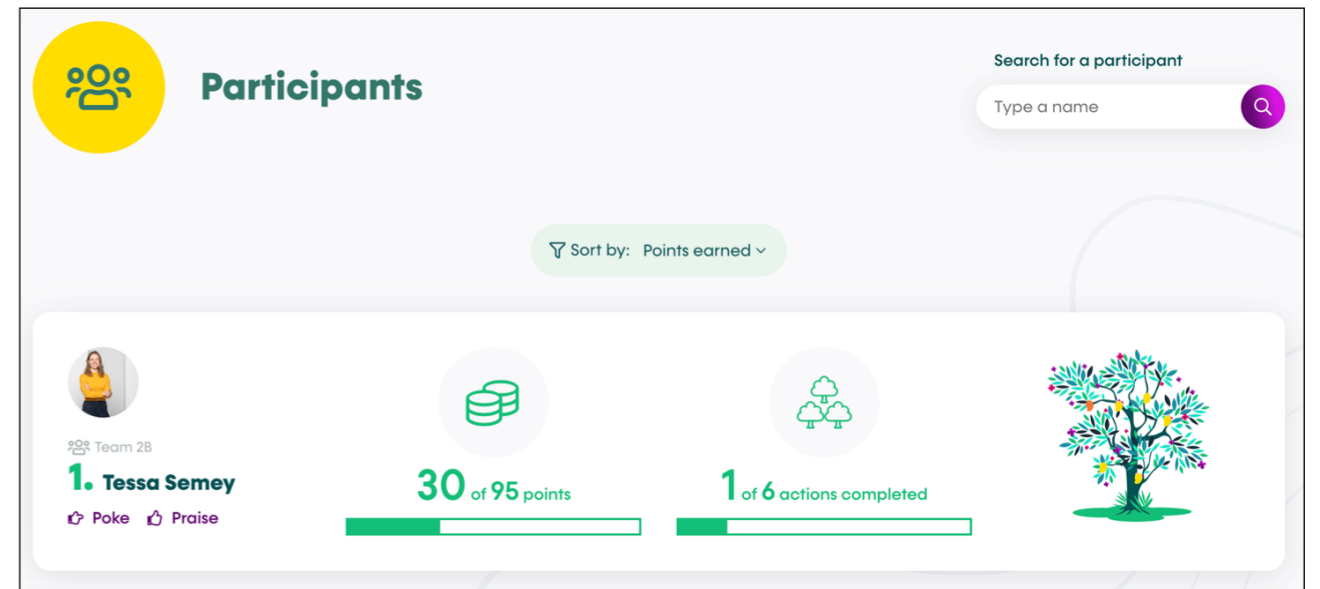 Participants
Search for a participant
Type a name
Sort by: Points earned
Team 2B
1. Tessa Semey
Poke Praise
30 of 95 points
1 of 6 actions completed